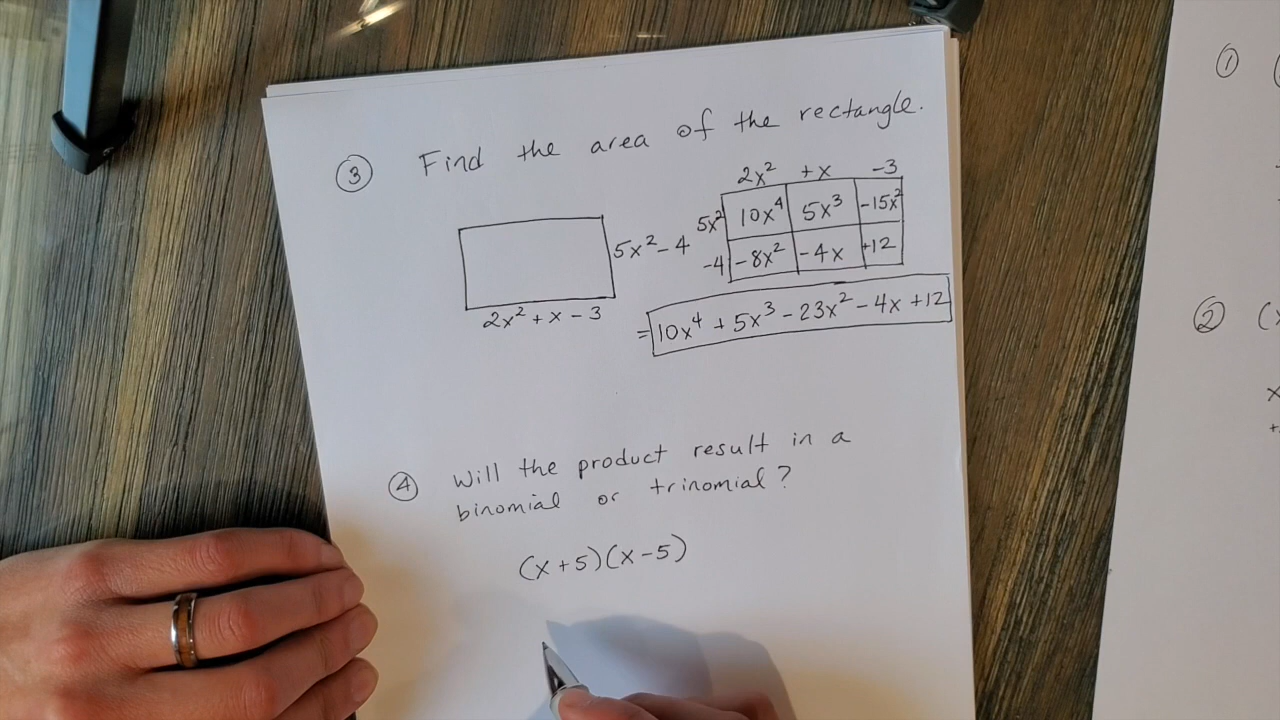 ③ Find the area of the rectangle.
2x² +x -3
5x² 10x⁴ 5x³ -15x²
5x²-4
-4 -8x² -4x +12
2x²+x-3
= 10x⁴ + 5x³ - 23x² - 4x + 12
④ Will the product result in a
binomial or trinomial?
(x+5)(x-5)
①
② (x
x